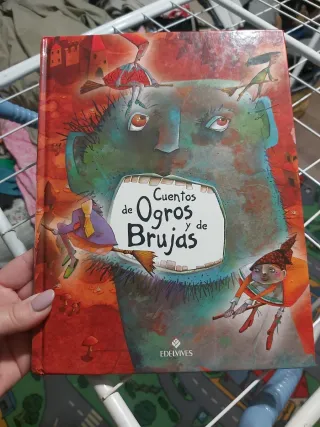 Cuentos
de Ogros
y de
Brujas
EDELVIVES